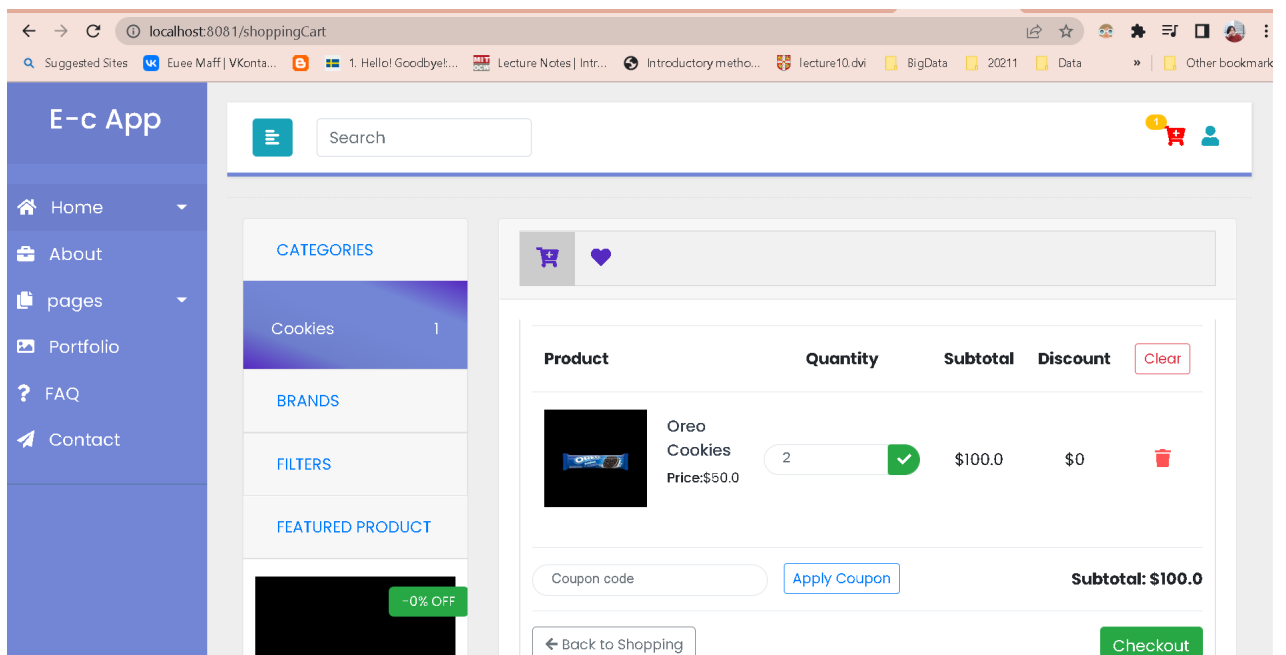 localhost:8081/shoppingCart
Suggested Sites Euee Maff | VKonta... 1. Hello! Goodbye!:... Lecture Notes | Intr... Introductory metho... lecture10.dvi BigData 20211 Data » Other bookmark
E-c App
Search
1
Home
About
pages
Portfolio
FAQ
Contact
CATEGORIES
Cookies 1
BRANDS
FILTERS
FEATURED PRODUCT
-0% OFF
Product Quantity Subtotal Discount Clear
OREO
Oreo
Cookies
Price:$50.0
2
$100.0
$0
Coupon code Apply Coupon Subtotal: $100.0
Back to Shopping Checkout